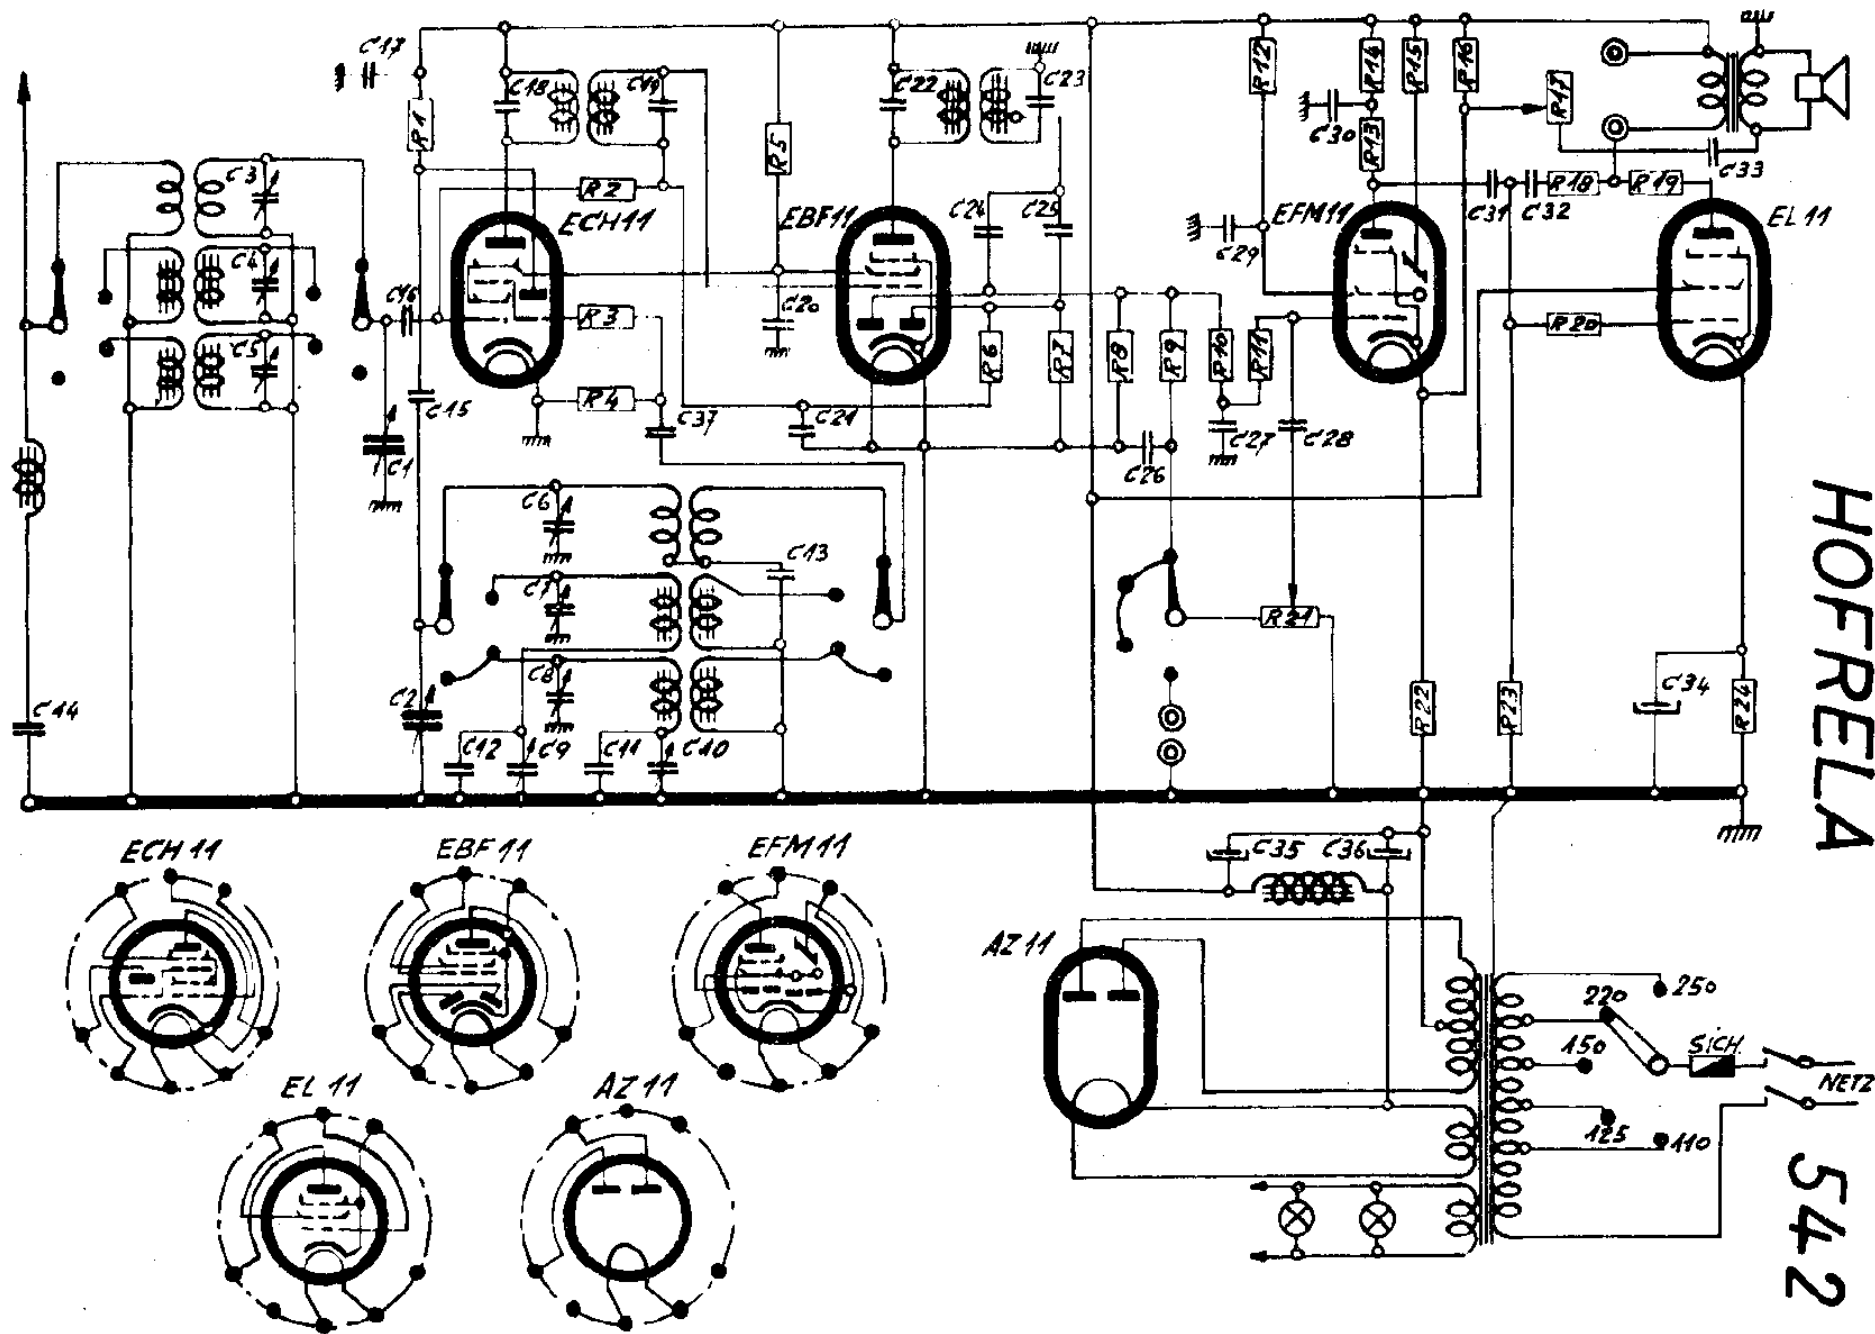 C17
C18
C19
C22
C23
R12
R14
R15
R16
R17
R1
R5
C30
R13
C33
C3
R2
C24
C25
C31
C32
R18
R19
ECH11
EBF11
EFM11
EL11
C29
C4
C16
R3
C20
R20
C5
R6
R7
R8
R9
R10
R11
C15
R4
C37
C21
C27
C28
C1
C26
C6
C13
C7
R21
C8
C2
C14
R22
R23
C34
R24
C12
C9
C11
C10
HOFRELA
542
ECH11
EBF11
EFM11
C35
C36
AZ11
250
220
150
SICH.
NETZ
125
110
EL11
AZ11